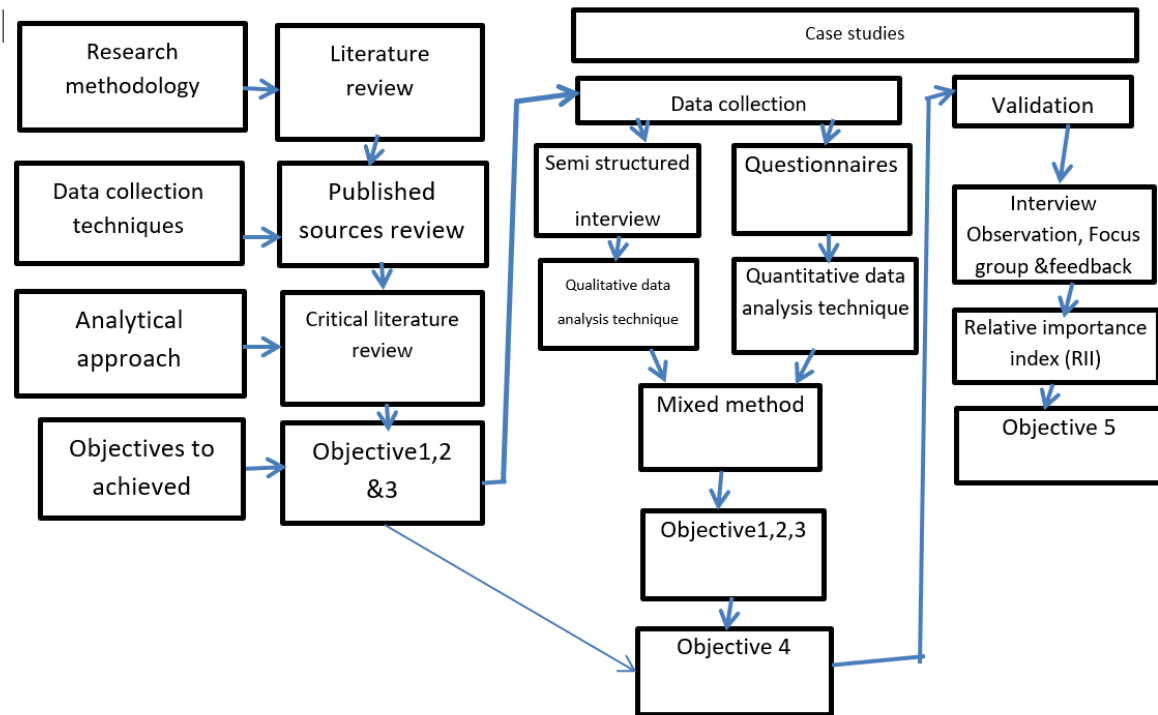 Research
methodology
Literature
review
Data collection
techniques
Published
sources review
Analytical
approach
Critical literature
review
Objectives to
achieved
Objective1,2
&3
Case studies
Data collection
Semi structured
interview
Questionnaires
Qualitative data
analysis technique
Quantitative data
analysis technique
Mixed method
Objective1,2,3
Objective 4
Validation
Interview
Observation, Focus
group &feedback
Relative importance
index (RII)
Objective 5